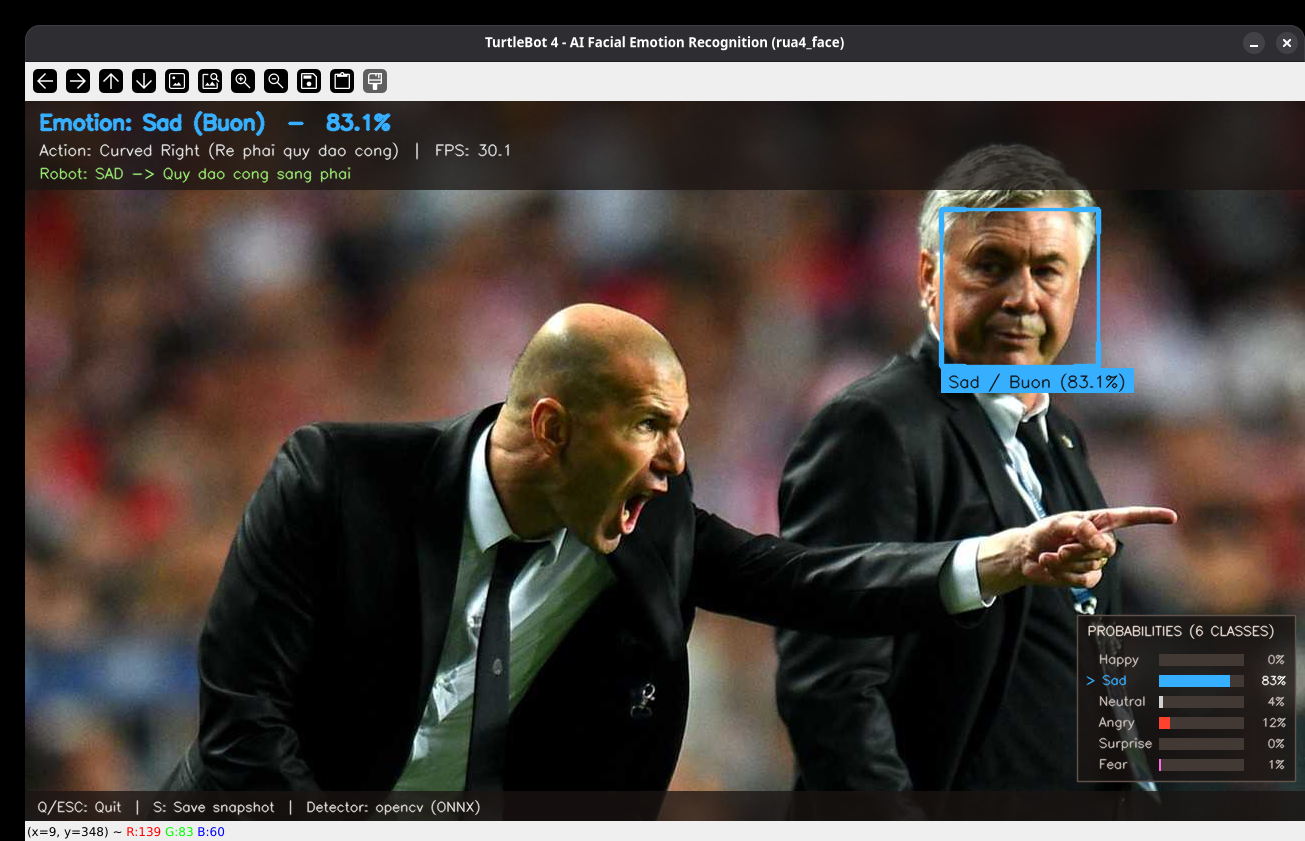 TurtleBot 4 - AI Facial Emotion Recognition (rua4_face)
Emotion: Sad (Buon) - 83.1%
Action: Curved Right (Re phai quy dao cong) | FPS: 30.1
Robot: SAD -> Quy dao cong sang phai
Sad / Buon (83.1%)
PROBABILITIES (6 CLASSES)
Happy 0%
> Sad 83%
Neutral 4%
Angry 12%
Surprise 0%
Fear 1%
Q/ESC: Quit | S: Save snapshot | Detector: opencv (ONNX)
(x=9, y=348) ~ R:139 G:83 B:60